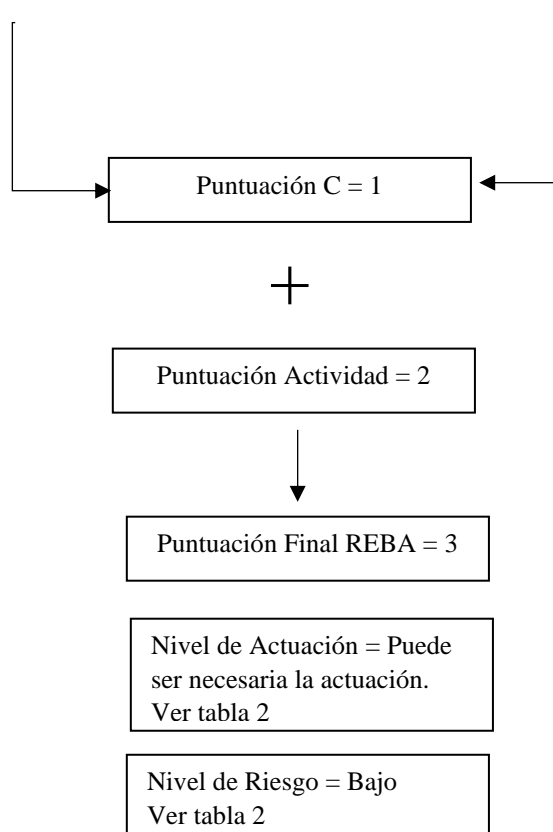 Puntuación C = 1
+
Puntuación Actividad = 2
Puntuación Final REBA = 3
Nivel de Actuación = Puede
ser necesaria la actuación.
Ver tabla 2
Nivel de Riesgo = Bajo
Ver tabla 2